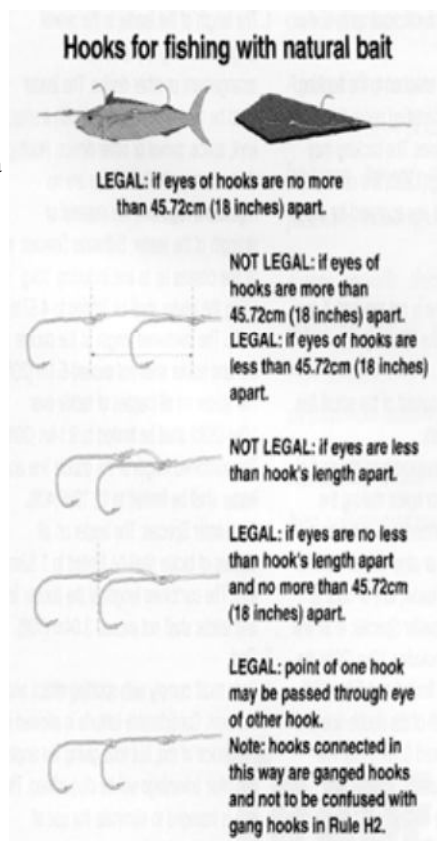 Hooks for fishing with natural bait
LEGAL: if eyes of hooks are no more
than 45.72cm (18 inches) apart.
NOT LEGAL: if eyes of
hooks are more than
45.72cm (18 inches) apart.
LEGAL: if eyes of hooks are
less than 45.72cm (18 inches)
apart.
NOT LEGAL: if eyes are less
than hook's length apart.
LEGAL: if eyes are no less
than hook's length apart
and no more than 45.72cm
(18 inches) apart.
LEGAL: point of one hook
may be passed through eye
of other hook.
Note: hooks connected in
this way are ganged hooks
and not to be confused with
gang hooks in Rule H2.